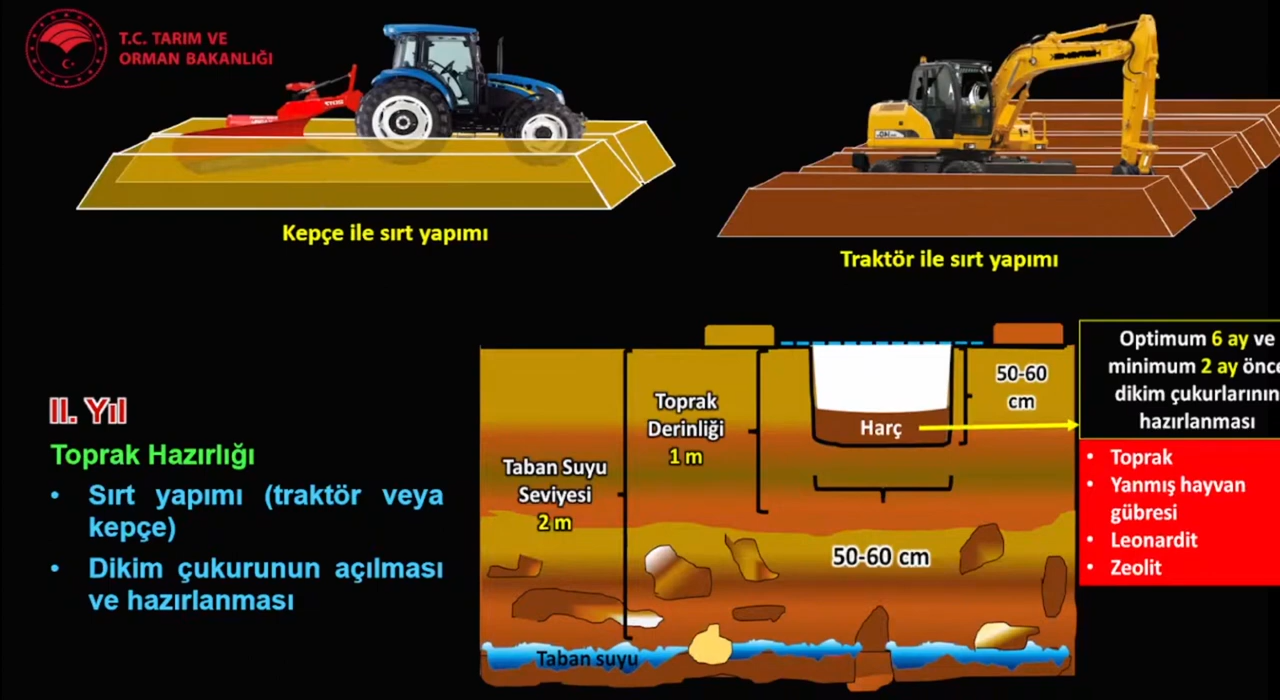 T.C. TARIM VE
ORMAN BAKANLIĞI
Kepçe ile sırt yapımı
Traktör ile sırt yapımı
II. Yıl
Toprak Hazırlığı
• Sırt yapımı (traktör veya
kepçe)
• Dikim çukurunun açılması
ve hazırlanması
Taban Suyu
Seviyesi
2 m
Toprak
Derinliği
1 m
Harç
50-60
cm
50-60 cm
Taban suyu
Optimum 6 ay ve
minimum 2 ay önce
dikim çukurlarının
hazırlanması
• Toprak
• Yanmış hayvan
gübresi
• Leonardit
• Zeolit